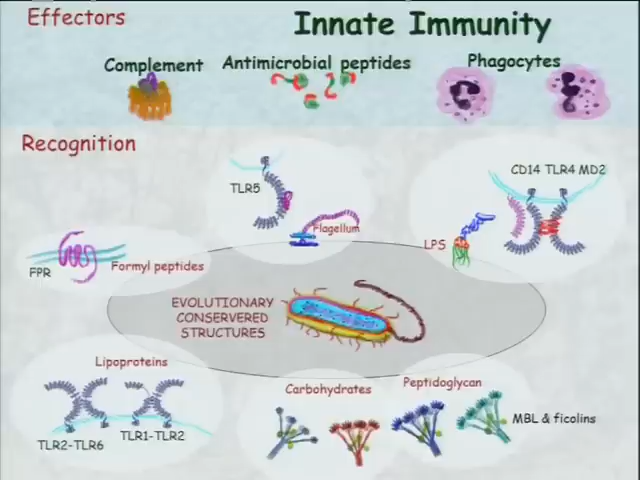 Effectors
Innate Immunity
Complement
Antimicrobial peptides
Phagocytes
Recognition
TLR5
Flagellum
CD14 TLR4 MD2
LPS
FPR
Formyl peptides
EVOLUTIONARY
CONSERVERED
STRUCTURES
Lipoproteins
TLR2-TLR6
TLR1-TLR2
Carbohydrates
Peptidoglycan
MBL & ficolins